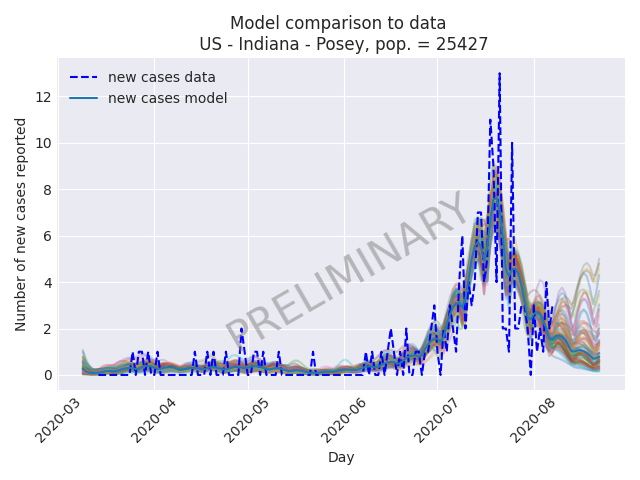 Model comparison to data
US - Indiana - Posey, pop. = 25427
new cases data
new cases model
Number of new cases reported
12
10
8
6
4
2
0
PRELIMINARY
2020-03
2020-04
2020-05
2020-06
2020-07
2020-08
Day